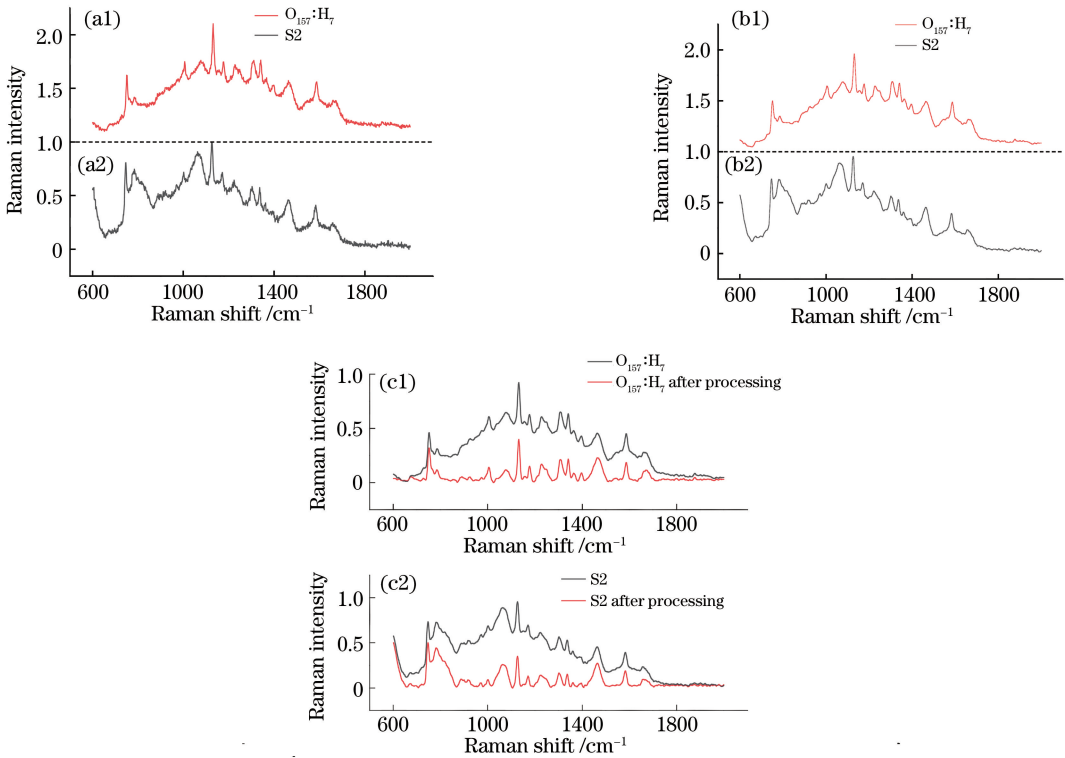 (a1)
O157:H7
S2
2.0
1.5
1.0
(a2)
0.5
0
Raman intensity
600 1000 1400 1800
Raman shift /cm−1
(b1)
O157:H7
S2
2.0
1.5
1.0
(b2)
0.5
0
Raman intensity
600 1000 1400 1800
Raman shift /cm−1
(c1)
O157:H7
O157:H7 after processing
1.0
0.5
0
Raman intensity
600 1000 1400 1800
Raman shift /cm−1
(c2)
S2
S2 after processing
1.0
0.5
0
Raman intensity
600 1000 1400 1800
Raman shift /cm−1